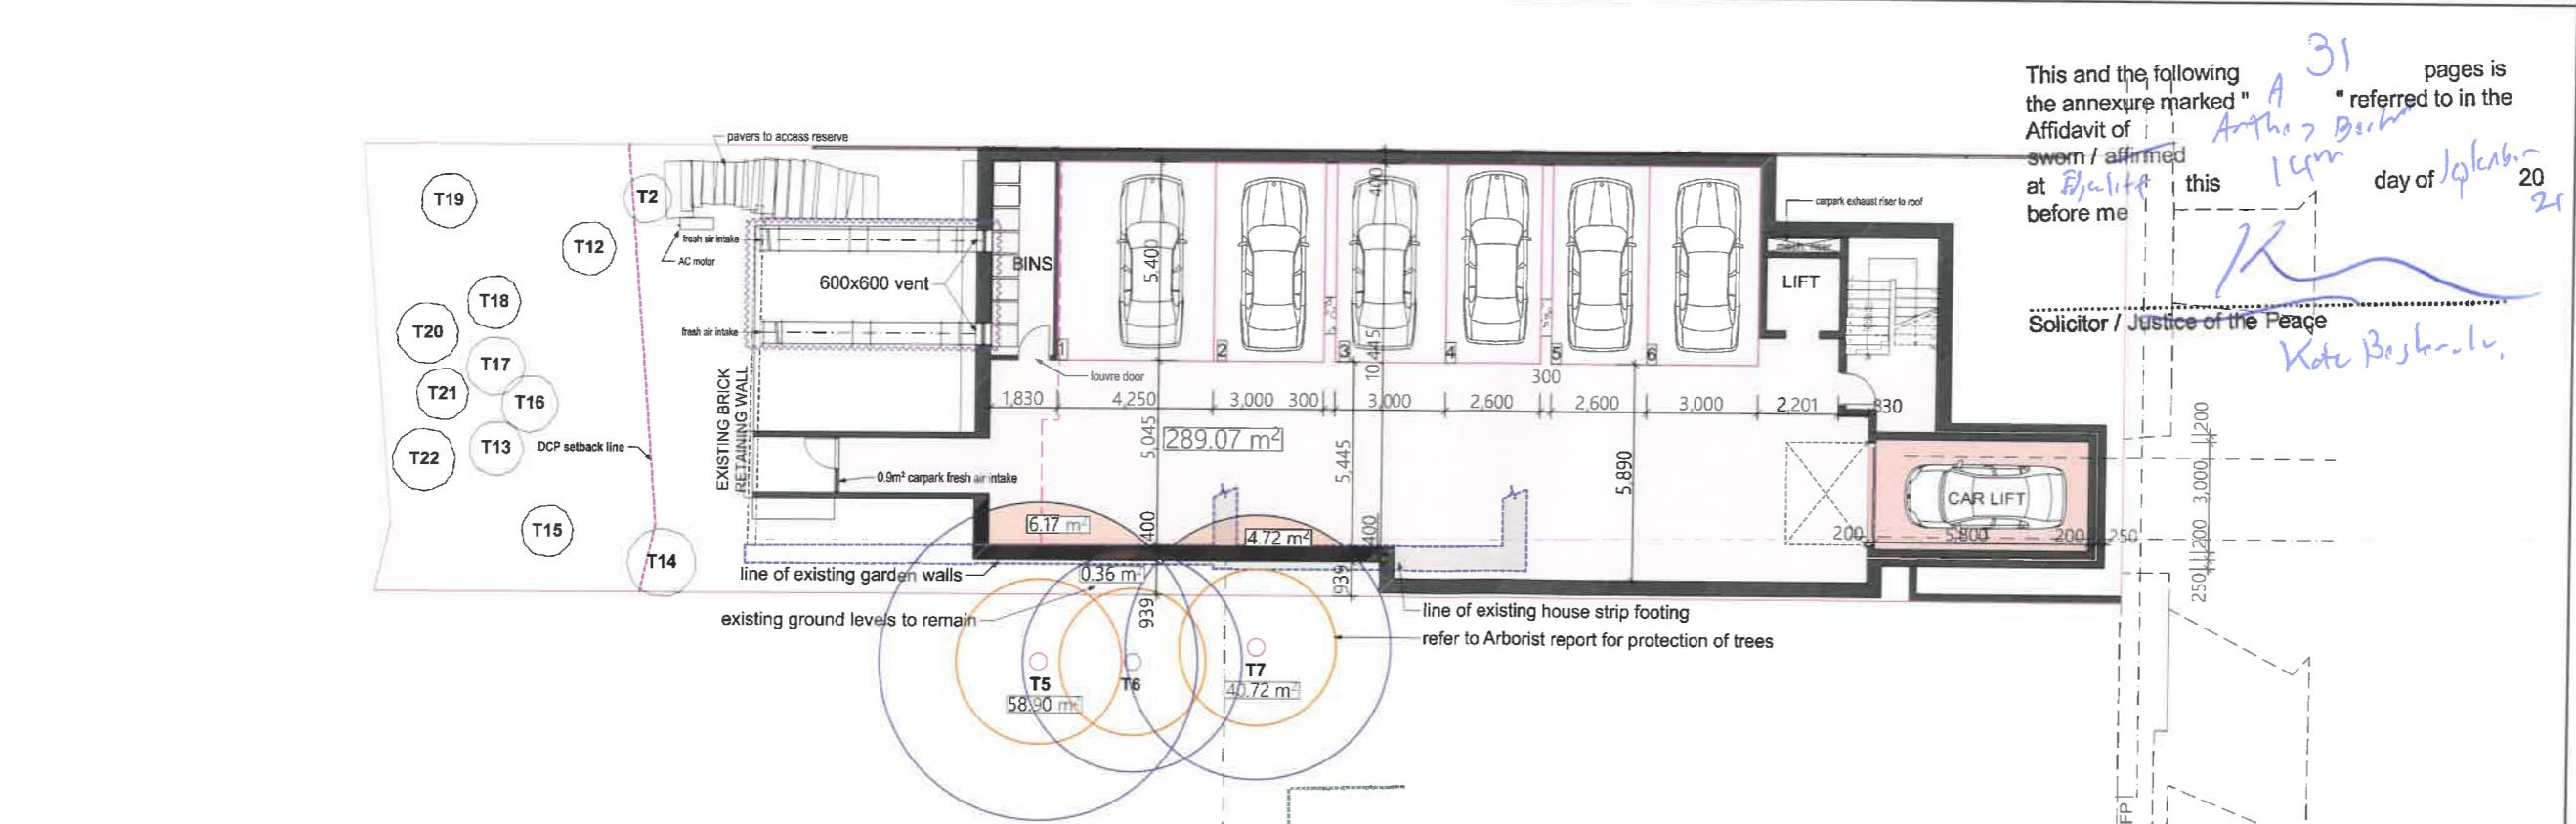 This and the following 31 pages is
the annexure marked " A " referred to in the
Affidavit of
sworn / affirmed
at this day of 20
before me 21
Solicitor / Justice of the Peace
Kate
pavers to access reserve
T19
T2
T12
fresh air intake
AC motor
600x600 vent
T18
T20
fresh air intake
T17
T21
T16
T13
T22
DCP setback line
T15
T14
EXISTING BRICK
RETAINING WALL
BINS
louvre door
0.9m² carpark fresh air intake
5,400
400
10,445
1
2
3
4
5
6
300
1,830 4,250 3,000 300 3,000 2,600 2,600 3,000 2,201 830
289.07 m²
5,045
5,445
5,890
carpark exhaust riser to roof
LIFT
CAR LIFT
200 5,800 200 250
200
3,000
200
250
6.17 m²
400
4.72 m²
400
line of existing garden walls
0.36 m²
939
939
existing ground levels to remain
line of existing house strip footing
refer to Arborist report for protection of trees
T5
58.90 m²
T6
T7
40.72 m²
FP